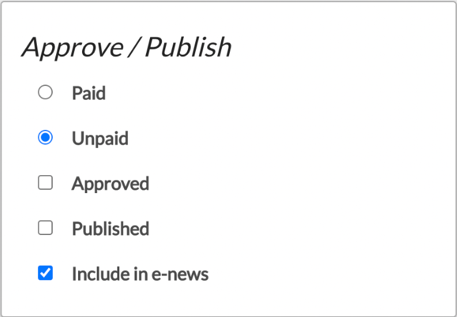 Approve / Publish
Paid
Unpaid
Approved
Published
Include in e-news